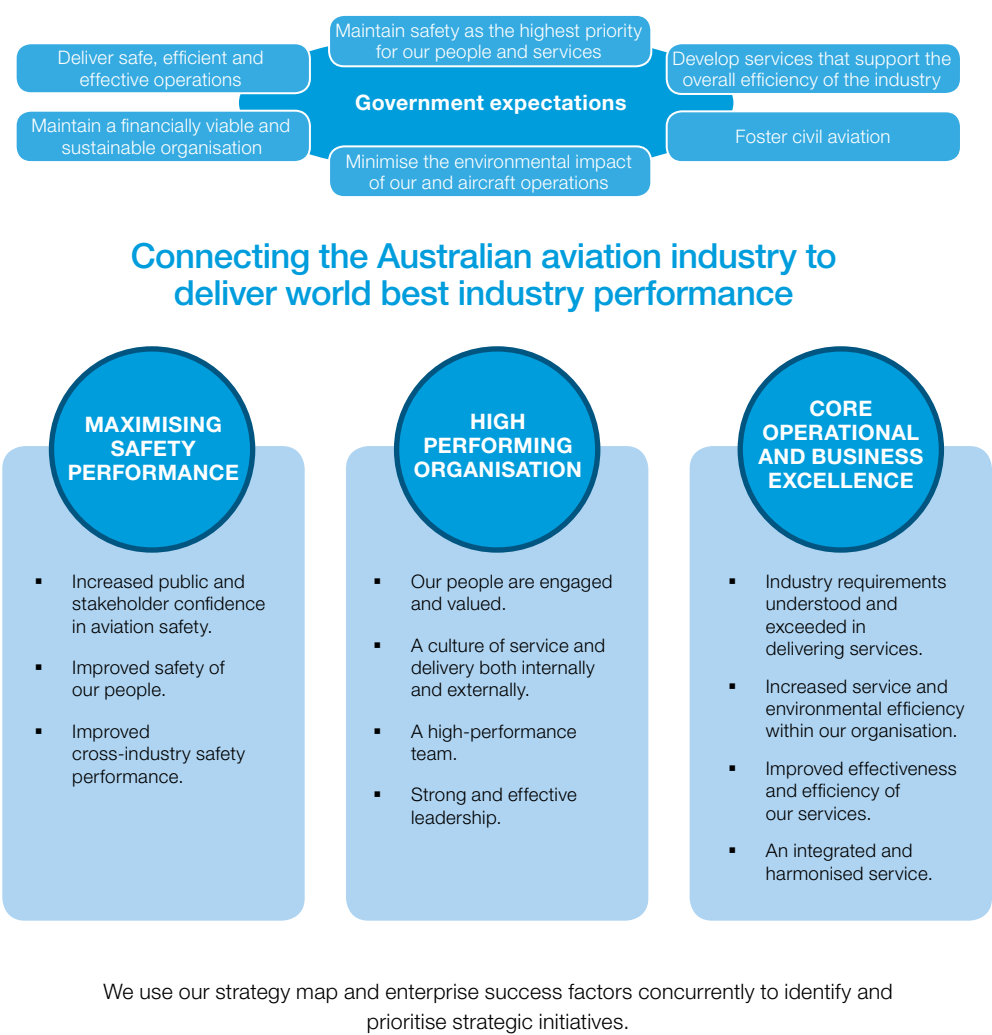 Maintain safety as the highest priority
for our people and services
Deliver safe, efficient and
effective operations
Develop services that support the
overall efficiency of the industry
Government expectations
Maintain a financially viable and
sustainable organisation
Foster civil aviation
Minimise the environmental impact
of our and aircraft operations
Connecting the Australian aviation industry to
deliver world best industry performance
MAXIMISING
SAFETY
PERFORMANCE
▪ Increased public and
stakeholder confidence
in aviation safety.
▪ Improved safety of
our people.
▪ Improved
cross-industry safety
performance.
HIGH
PERFORMING
ORGANISATION
▪ Our people are engaged
and valued.
▪ A culture of service and
delivery both internally
and externally.
▪ A high-performance
team.
▪ Strong and effective
leadership.
CORE
OPERATIONAL
AND BUSINESS
EXCELLENCE
▪ Industry requirements
understood and
exceeded in
delivering services.
▪ Increased service and
environmental efficiency
within our organisation.
▪ Improved effectiveness
and efficiency of
our services.
▪ An integrated and
harmonised service.
We use our strategy map and enterprise success factors concurrently to identify and
prioritise strategic initiatives.